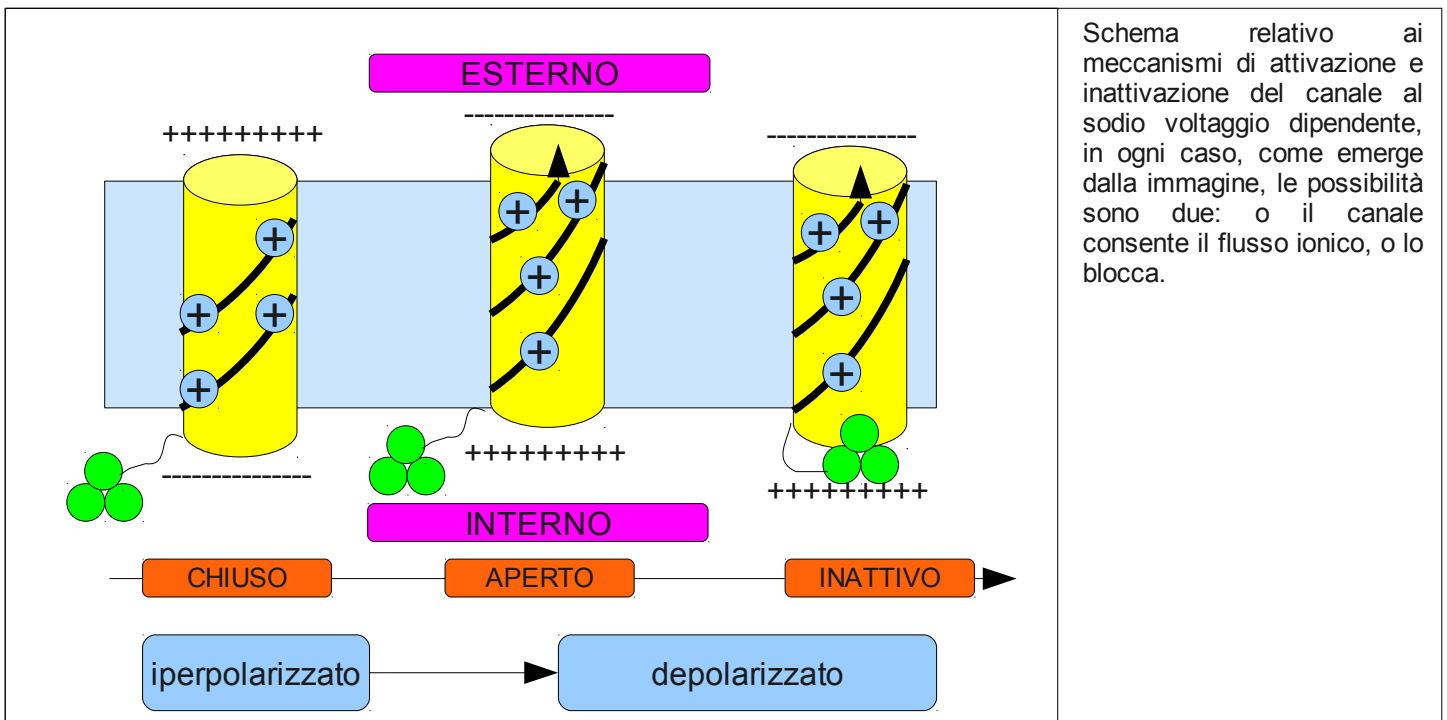 ESTERNO
+++++++++
---------------
---------------
+ + + +
+ + + +
+ + + +
---------------
+++++++++
+++++++++
INTERNO
CHIUSO APERTO INATTIVO
iperpolarizzato depolarizzato
Schema relativo ai
meccanismi di attivazione e
inattivazione del canale al
sodio voltaggio dipendente,
in ogni caso, come emerge
dalla immagine, le possibilità
sono due: o il canale
consente il flusso ionico, o lo
blocca.